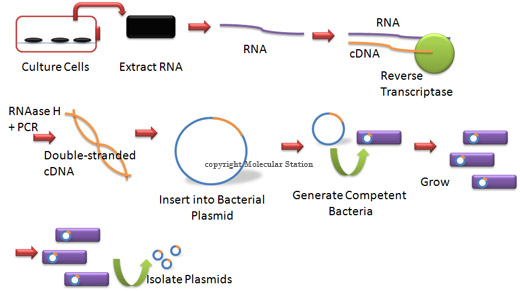 Culture Cells
Extract RNA
RNA
RNA
cDNA
Reverse
Transcriptase
RNAase H
+ PCR
Double-stranded
cDNA
copyright Molecular Station
Insert into Bacterial
Plasmid
Generate Competent
Bacteria
Grow
Isolate Plasmids